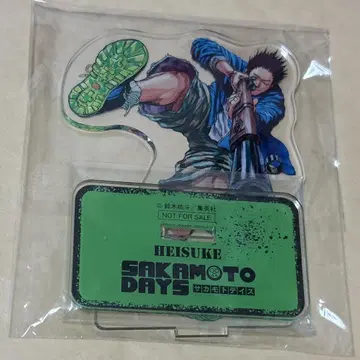 © 鈴木祐斗／集英社
NOT FOR SALE
HEISUKE
SAKAMOTO
DAYS サカモトデイズ